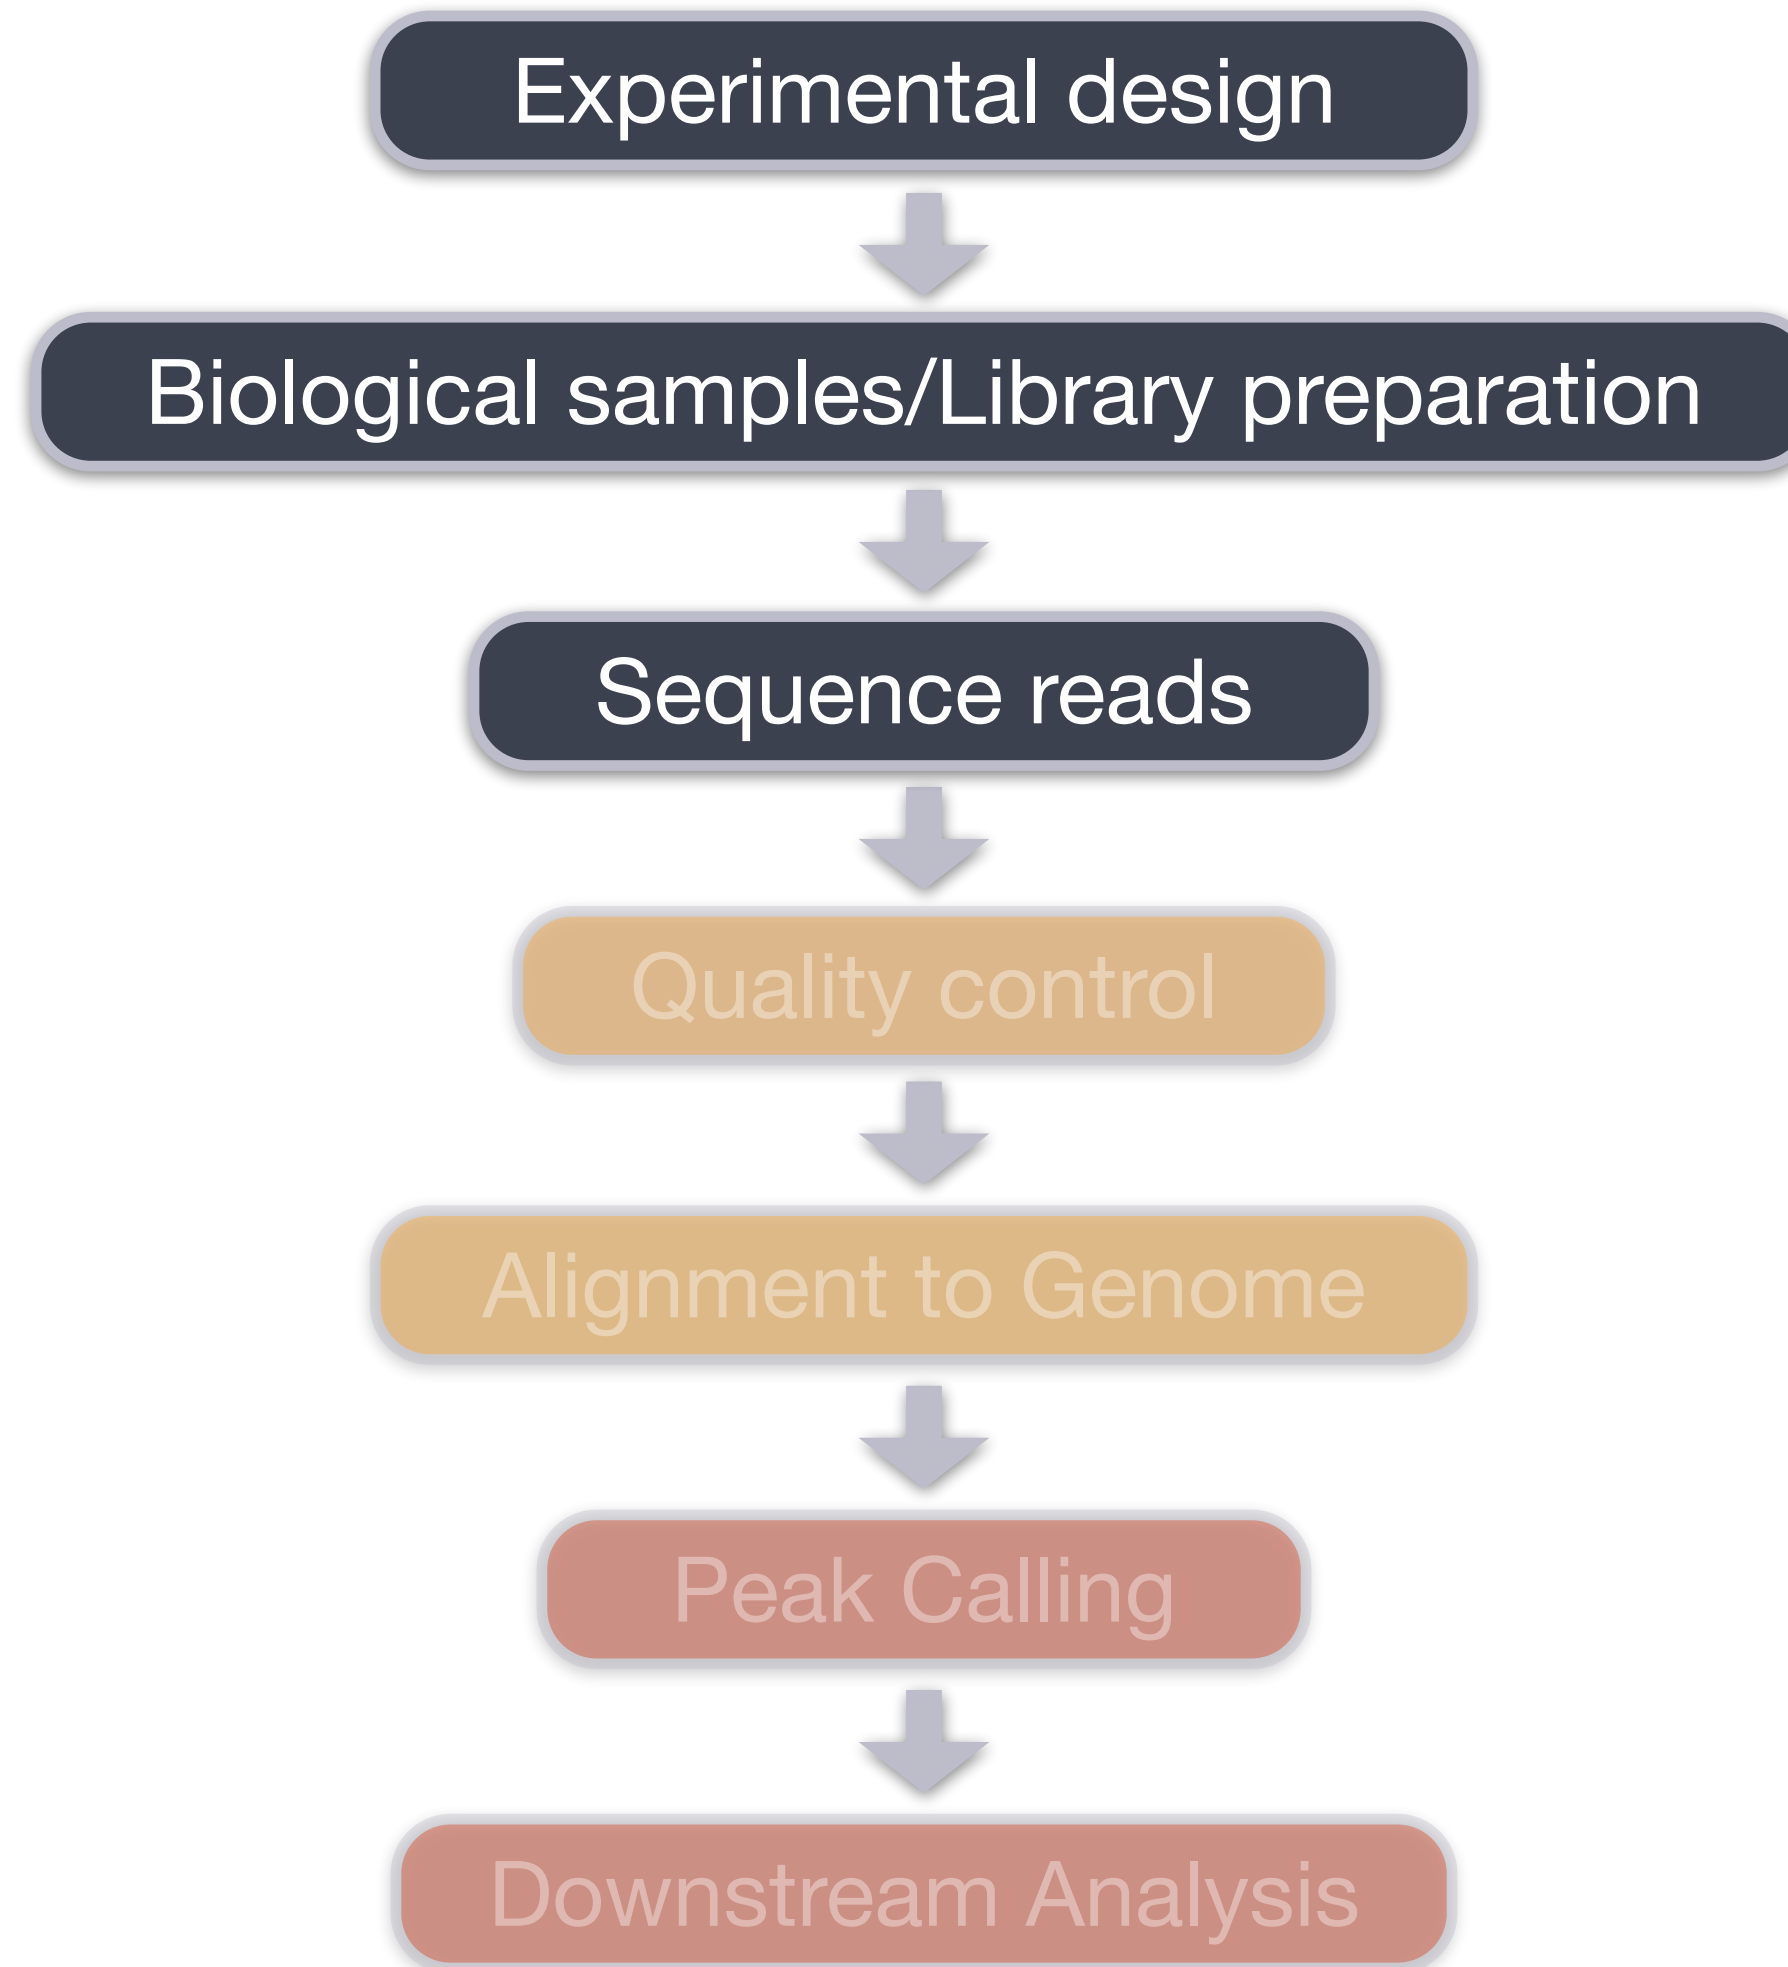 Experimental design
Biological samples/Library preparation
Sequence reads
Quality control
Alignment to Genome
Peak Calling
Downstream Analysis